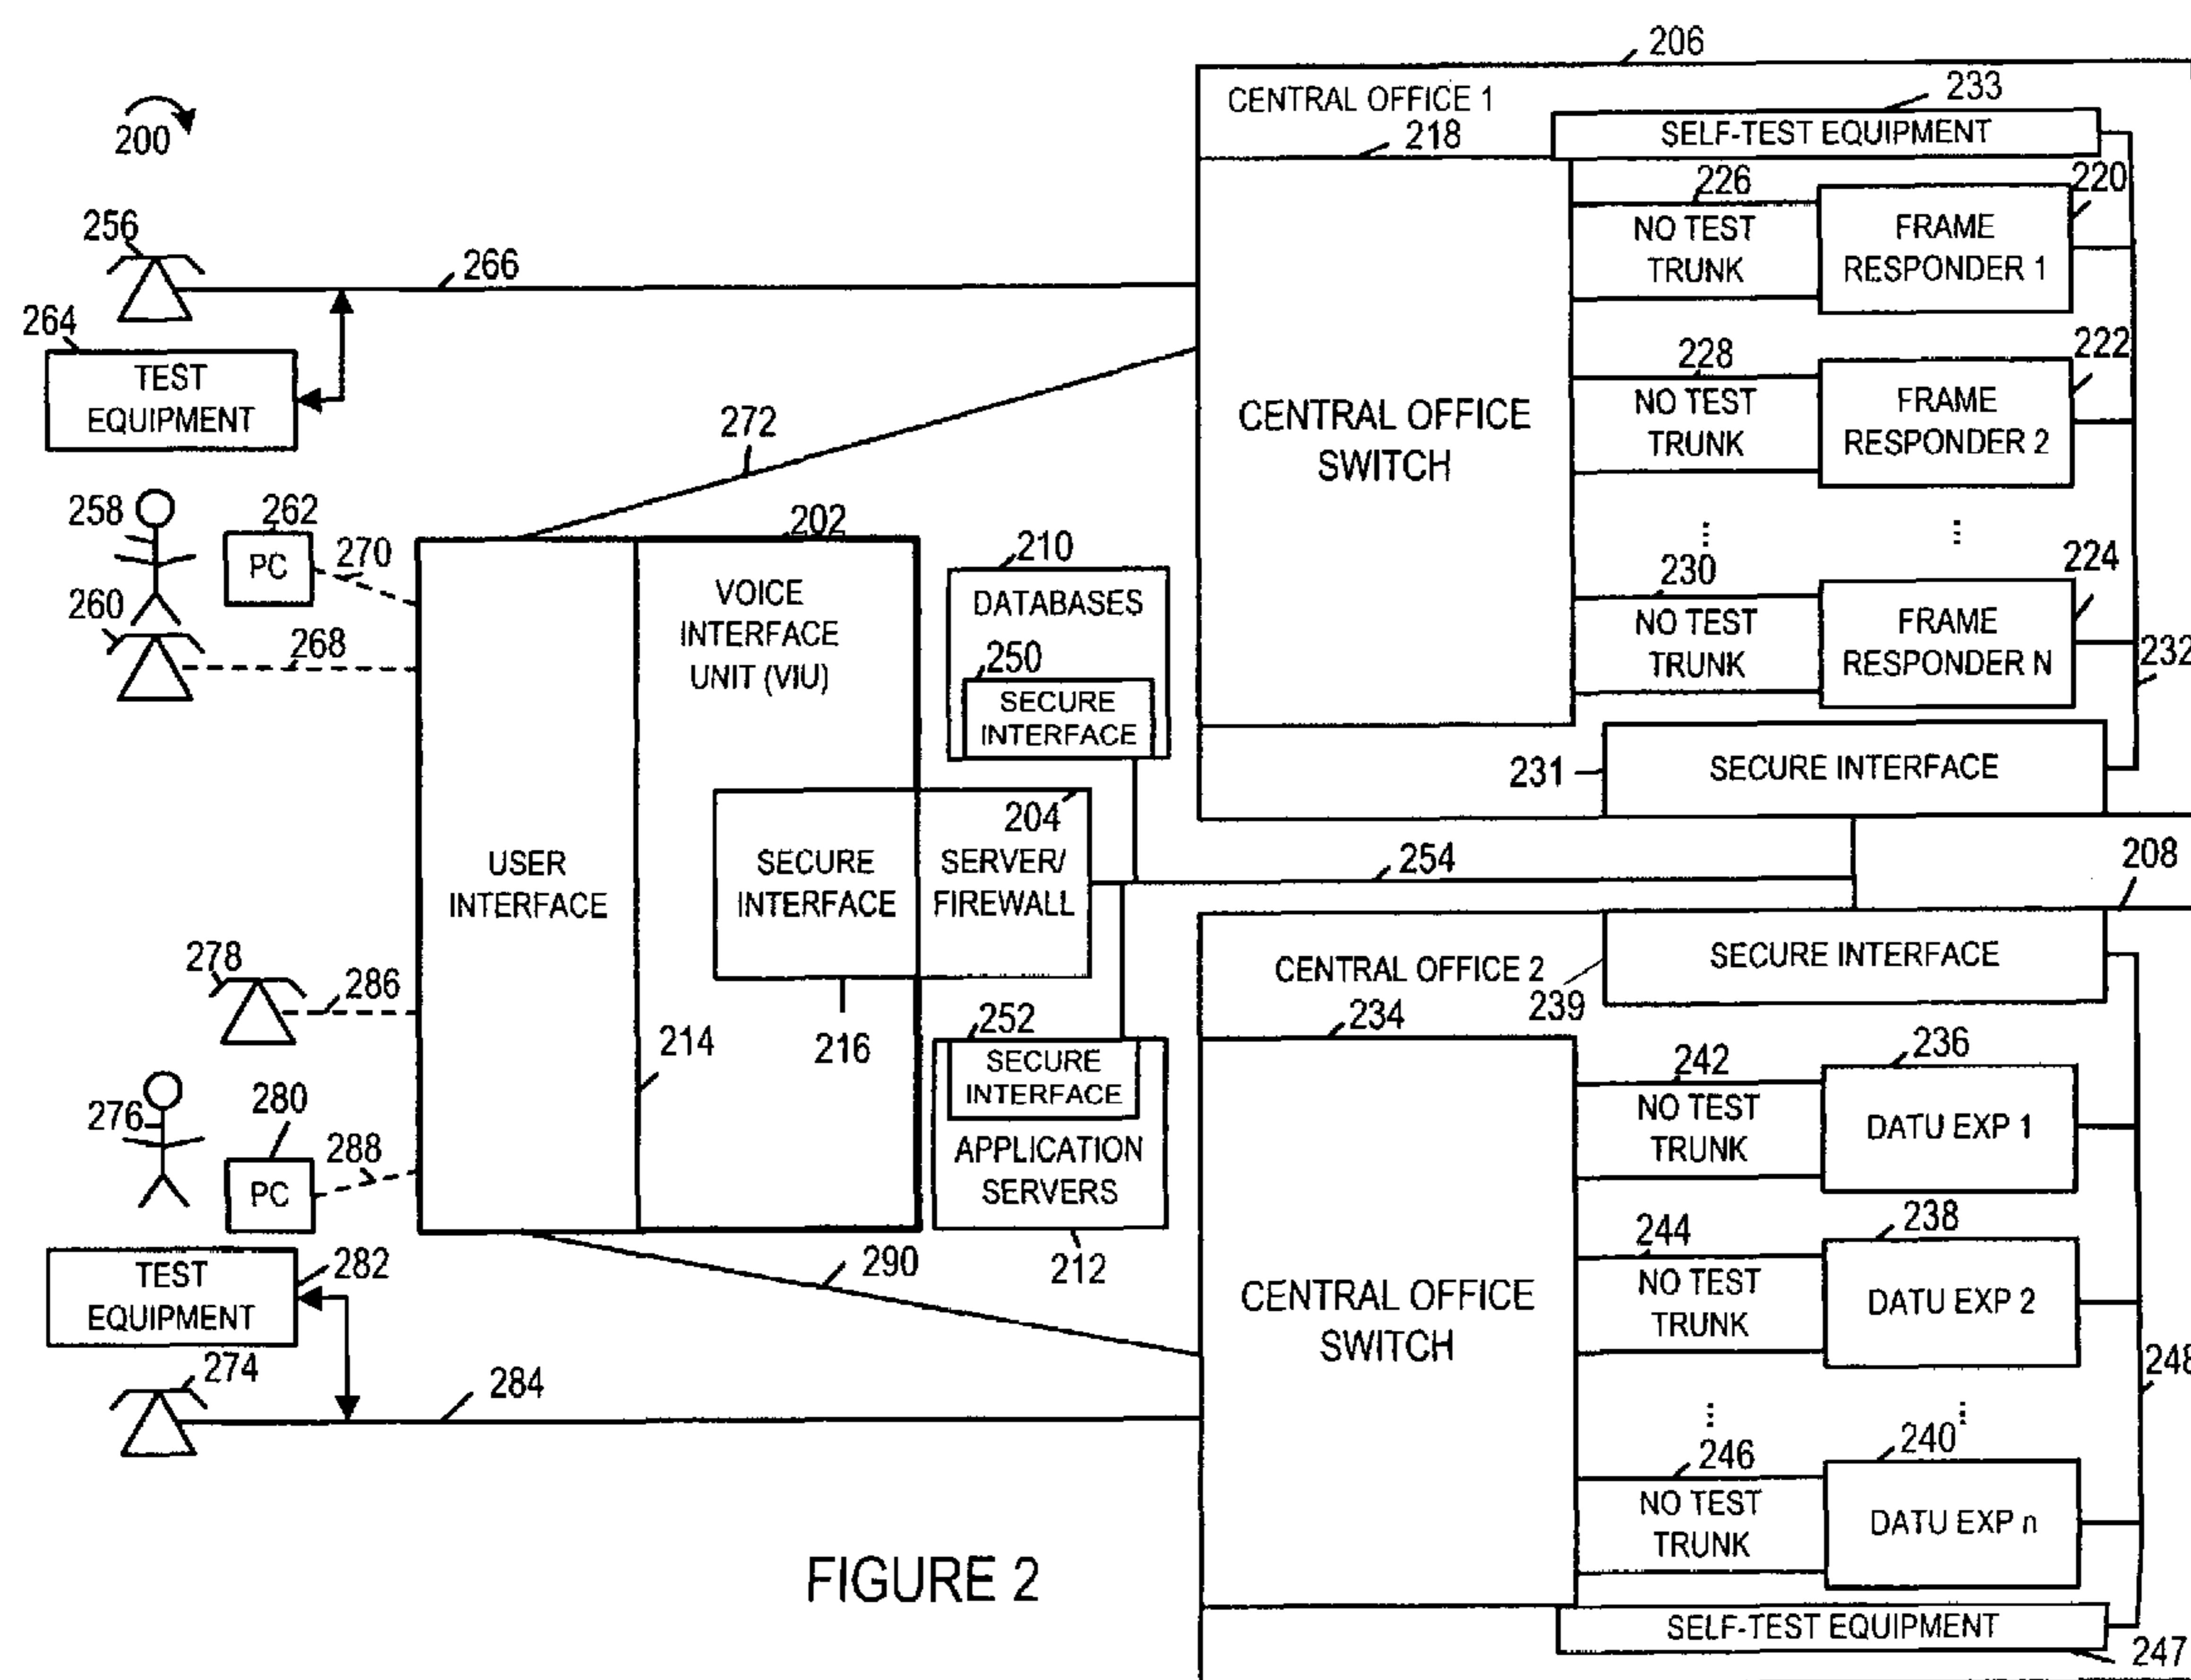 206
CENTRAL OFFICE 1
233
218
SELF-TEST EQUIPMENT
200
226
220
NO TEST
TRUNK
FRAME
RESPONDER 1
256
266
264
TEST
EQUIPMENT
228
222
NO TEST
TRUNK
FRAME
RESPONDER 2
272
CENTRAL OFFICE
SWITCH
258
262
PC
270
202
210
...
...
260
268
VOICE
INTERFACE
UNIT (VIU)
DATABASES
250
SECURE
INTERFACE
230
224
NO TEST
TRUNK
FRAME
RESPONDER N
232
231
SECURE INTERFACE
204
USER
INTERFACE
SECURE
INTERFACE
SERVER/
FIREWALL
254
208
278
286
CENTRAL OFFICE 2
SECURE INTERFACE
239
214
216
252
SECURE
INTERFACE
234
242
236
NO TEST
TRUNK
DATU EXP 1
276
280
288
PC
APPLICATION
SERVERS
212
244
238
NO TEST
TRUNK
DATU EXP 2
TEST
EQUIPMENT
282
290
CENTRAL OFFICE
SWITCH
274
284
248
...
...
246
240
NO TEST
TRUNK
DATU EXP n
FIGURE 2
SELF-TEST EQUIPMENT
247